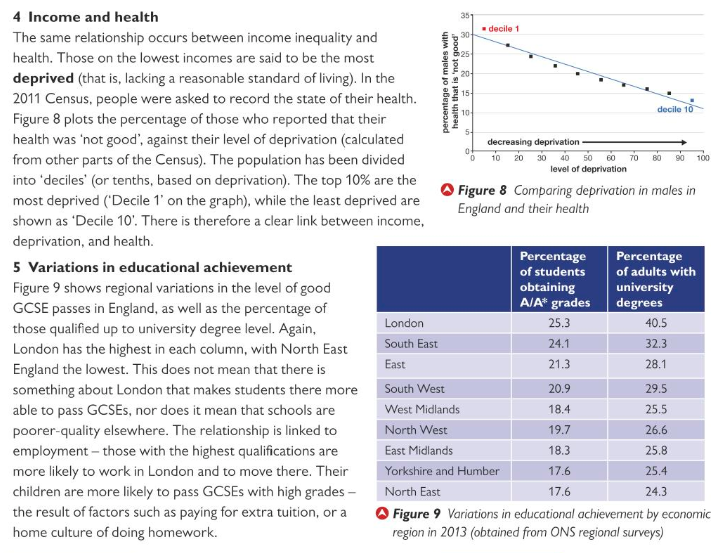 4 Income and health
The same relationship occurs between income inequality and
health. Those on the lowest incomes are said to be the most
deprived (that is, lacking a reasonable standard of living). In the
2011 Census, people were asked to record the state of their health.
Figure 8 plots the percentage of those who reported that their
health was ‘not good’, against their level of deprivation (calculated
from other parts of the Census). The population has been divided
into ‘deciles’ (or tenths, based on deprivation). The top 10% are the
most deprived (‘Decile 1’ on the graph), while the least deprived are
shown as ‘Decile 10’. There is therefore a clear link between income,
deprivation, and health.
percentage of males with
health that is ‘not good’
35
30
25
20
15
10
5
0
decile 1
decile 10
decreasing deprivation
0 10 20 30 40 50 60 70 80 90 100
level of deprivation
Figure 8 Comparing deprivation in males in
England and their health
5 Variations in educational achievement
Figure 9 shows regional variations in the level of good
GCSE passes in England, as well as the percentage of
those qualified up to university degree level. Again,
London has the highest in each column, with North East
England the lowest. This does not mean that there is
something about London that makes students there more
able to pass GCSEs, nor does it mean that schools are
poorer-quality elsewhere. The relationship is linked to
employment – those with the highest qualifications are
more likely to work in London and to move there. Their
children are more likely to pass GCSEs with high grades –
the result of factors such as paying for extra tuition, or a
home culture of doing homework.
Percentage Percentage
of students of adults with
obtaining university
A/A* grades degrees
London 25.3 40.5
South East 24.1 32.3
East 21.3 28.1
South West 20.9 29.5
West Midlands 18.4 25.5
North West 19.7 26.6
East Midlands 18.3 25.8
Yorkshire and Humber 17.6 25.4
North East 17.6 24.3
Figure 9 Variations in educational achievement by economic
region in 2013 (obtained from ONS regional surveys)